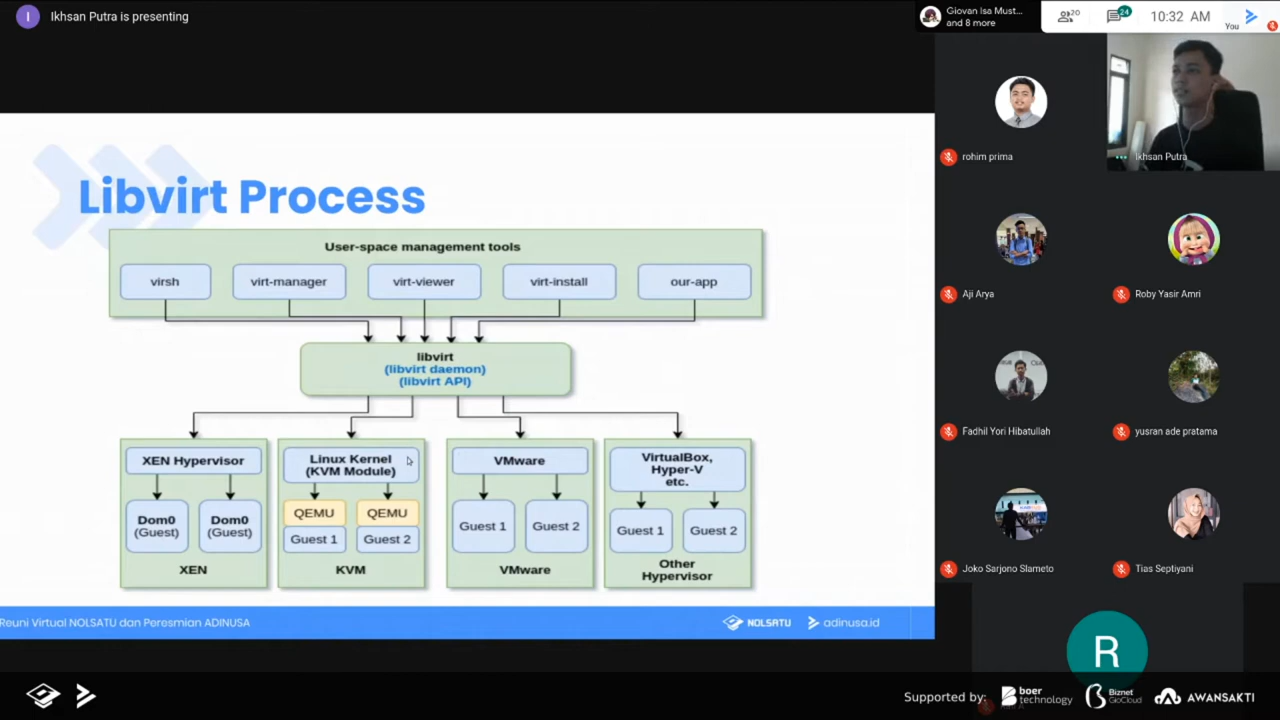 I
Ikhsan Putra is presenting
Giovan Isa Must...
and 8 more
20
24
10:32 AM
You
Libvirt Process
User-space management tools
virsh
virt-manager
virt-viewer
virt-install
our-app
libvirt
(libvirt daemon)
(libvirt API)
XEN Hypervisor
Dom0
(Guest)
Dom0
(Guest)
XEN
Linux Kernel
(KVM Module)
QEMU
Guest 1
QEMU
Guest 2
KVM
VMware
Guest 1
Guest 2
VMware
VirtualBox,
Hyper-V
etc.
Guest 1
Guest 2
Other
Hypervisor
Reuni Virtual NOLSATU dan Peresmian ADINUSA
NOLSATU
adinusa.id
rohim prima
Ikhsan Putra
Aji Arya
Roby Yasir Amri
Fadhil Yori Hibatullah
yusran ade pratama
Joko Sarjono Slameto
Tias Septiyani
R
Supported by:
boer
technology
Biznet
GioCloud
AWANSAKTI